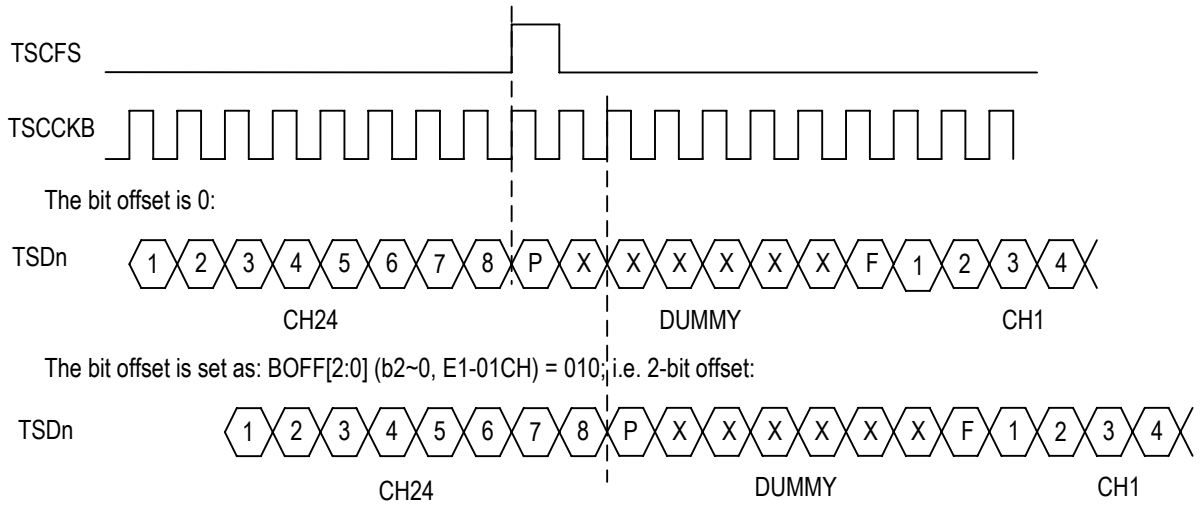 TSCFS
TSCCKB
The bit offset is 0:
TSDn 1 2 3 4 5 6 7 8 P X X X X X X F 1 2 3 4
CH24 DUMMY CH1
The bit offset is set as: BOFF[2:0] (b2~0, E1-01CH) = 010; i.e. 2-bit offset:
TSDn 1 2 3 4 5 6 7 8 P X X X X X X F 1 2 3 4
CH24 DUMMY CH1